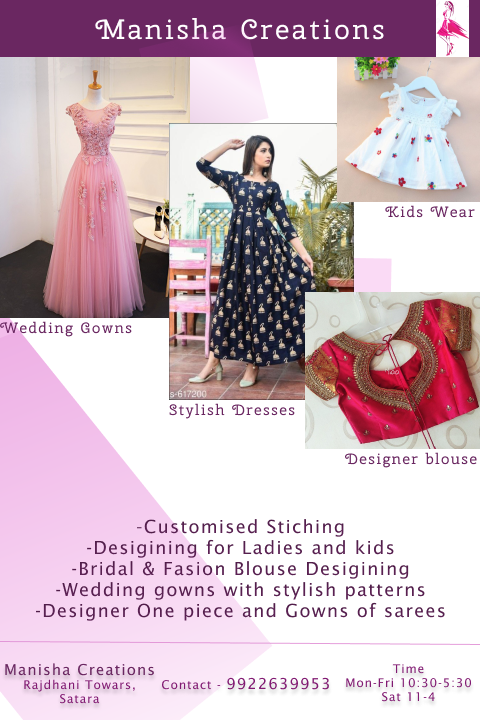 Manisha Creations
Kids Wear
Wedding Gowns
s-617200
Stylish Dresses
Designer blouse
-Customised Stiching
-Desigining for Ladies and kids
-Bridal & Fasion Blouse Desigining
-Wedding gowns with stylish patterns
-Designer One piece and Gowns of sarees
Manisha Creations
Rajdhani Towars,
Satara
Contact - 9922639953
Time
Mon-Fri 10:30-5:30
Sat 11-4